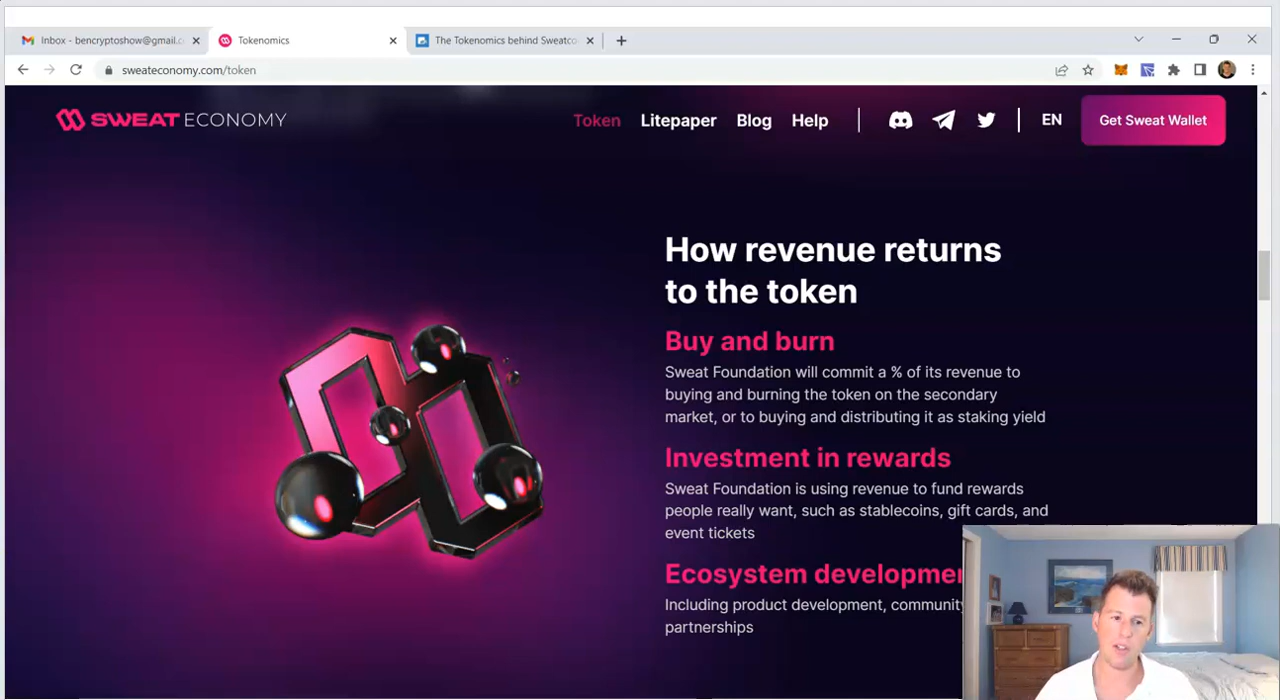 Inbox - bencryptoshow@gmail.c
Tokenomics
The Tokenomics behind Sweatco
sweateconomy.com/token
SWEATECONOMY
Token
Litepaper
Blog
Help
EN
Get Sweat Wallet
How revenue returns
to the token
Buy and burn
Sweat Foundation will commit a % of its revenue to
buying and burning the token on the secondary
market, or to buying and distributing it as staking yield
Investment in rewards
Sweat Foundation is using revenue to fund rewards
people really want, such as stablecoins, gift cards, and
event tickets
Ecosystem developmen
Including product development, community
partnerships